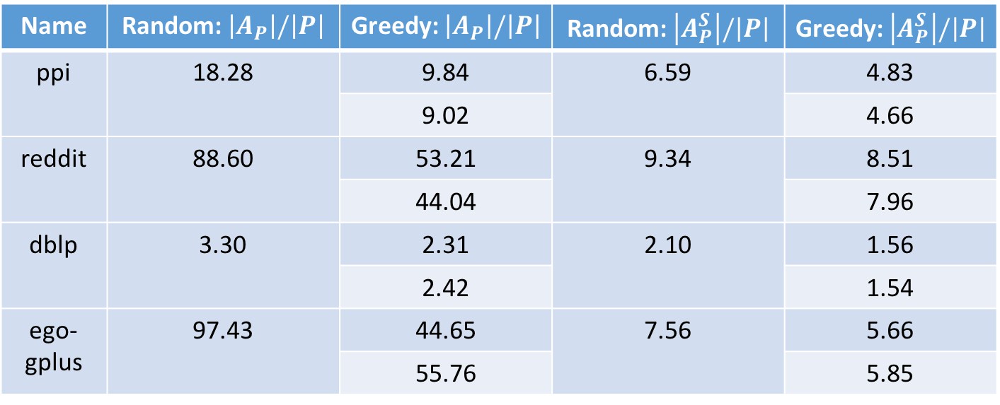 Name Random: |A_P|/|P| Greedy: |A_P|/|P| Random: |A_P^S|/|P| Greedy: |A_P^S|/|P|
ppi 18.28 9.84 6.59 4.83
9.02 4.66
reddit 88.60 53.21 9.34 8.51
44.04 7.96
dblp 3.30 2.31 2.10 1.56
2.42 1.54
ego- 97.43 44.65 7.56 5.66
gplus 55.76 5.85